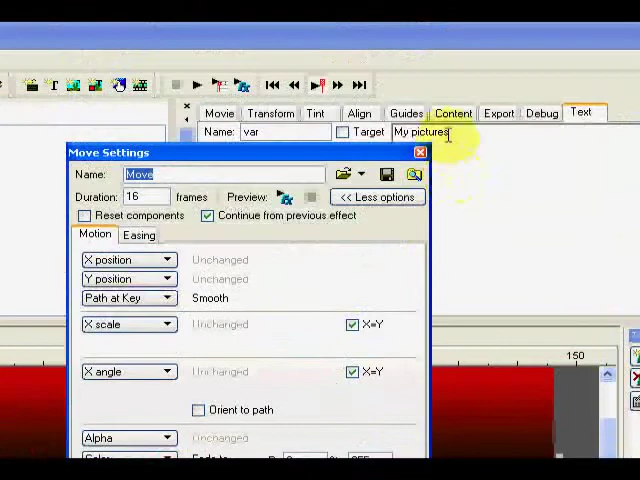 Movie Transform Tint Align Guides Content Export Debug Text
Name: var Target My pictures
Move Settings
Name: Move
Duration: 16 frames Preview: << Less options
Reset components Continue from previous effect
Motion Easing
X position Unchanged
Y position Unchanged
Path at Key Smooth
X scale Unchanged X=Y
150
X angle Unchanged X=Y
Orient to path
Alpha Unchanged